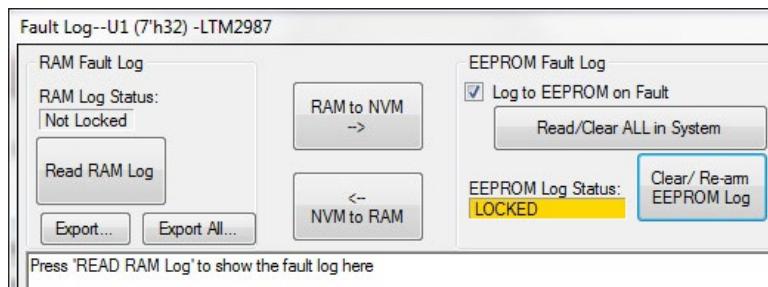 Fault Log--U1 (7'h32) -LTM2987
RAM Fault Log
RAM Log Status:
Not Locked
Read RAM Log
Export...
Export All...
RAM to NVM
-->
<--
NVM to RAM
EEPROM Fault Log
Log to EEPROM on Fault
Read/Clear ALL in System
EEPROM Log Status:
LOCKED
Clear/ Re-arm
EEPROM Log
Press 'READ RAM Log' to show the fault log here